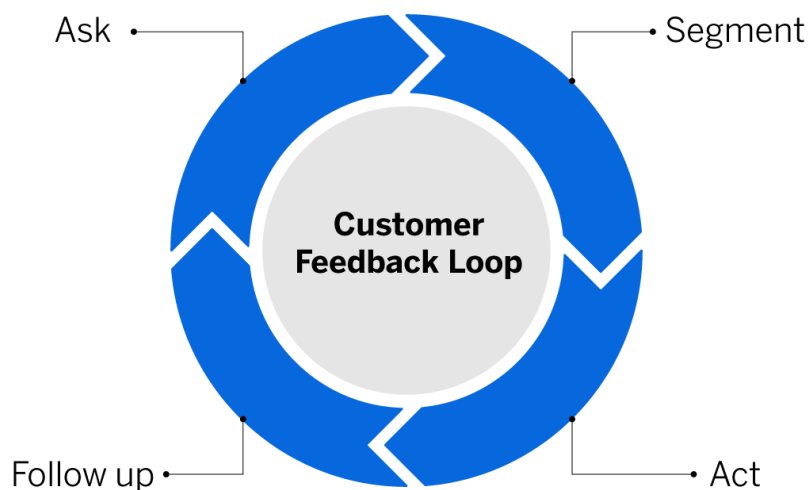 Ask
Segment
Customer
Feedback Loop
Follow up
Act